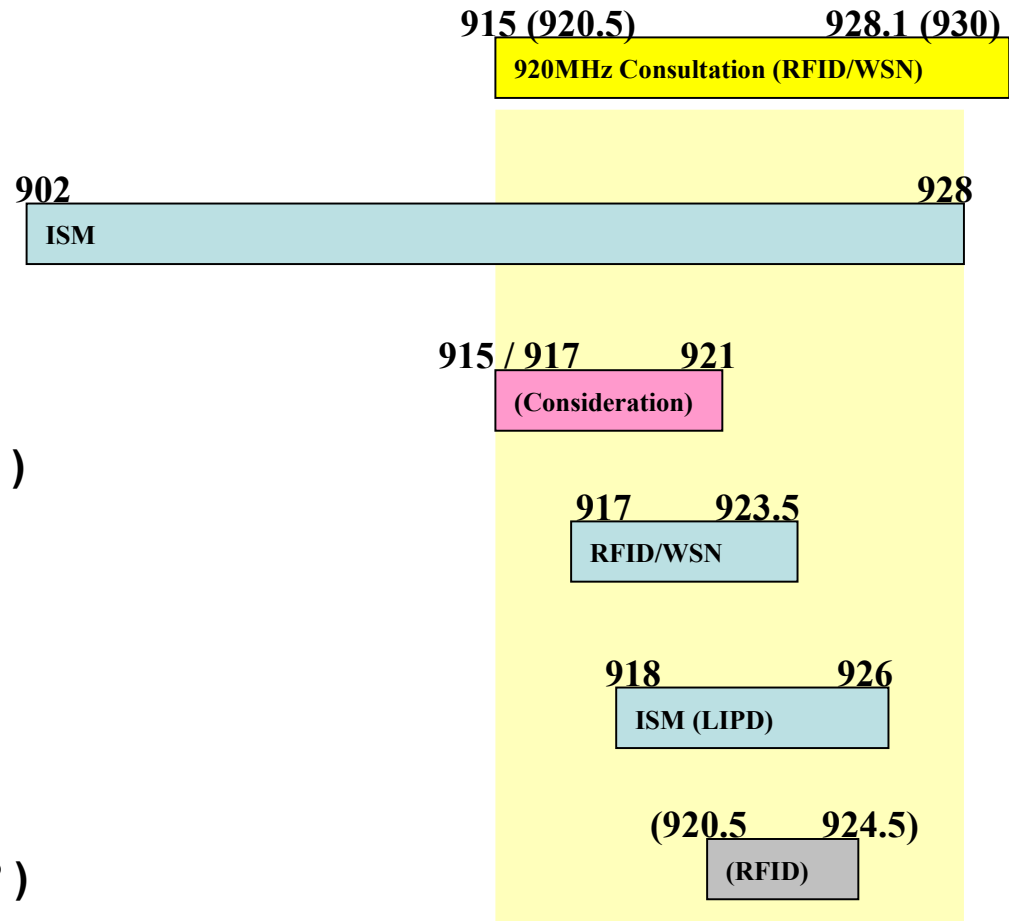 915 (920.5) 928.1 (930)
920MHz Consultation (RFID/WSN)
902 928
ISM
915 / 917 921
(Consideration)
)
917 923.5
RFID/WSN
918 926
ISM (LIPD)
(920.5 924.5)
(RFID)
)